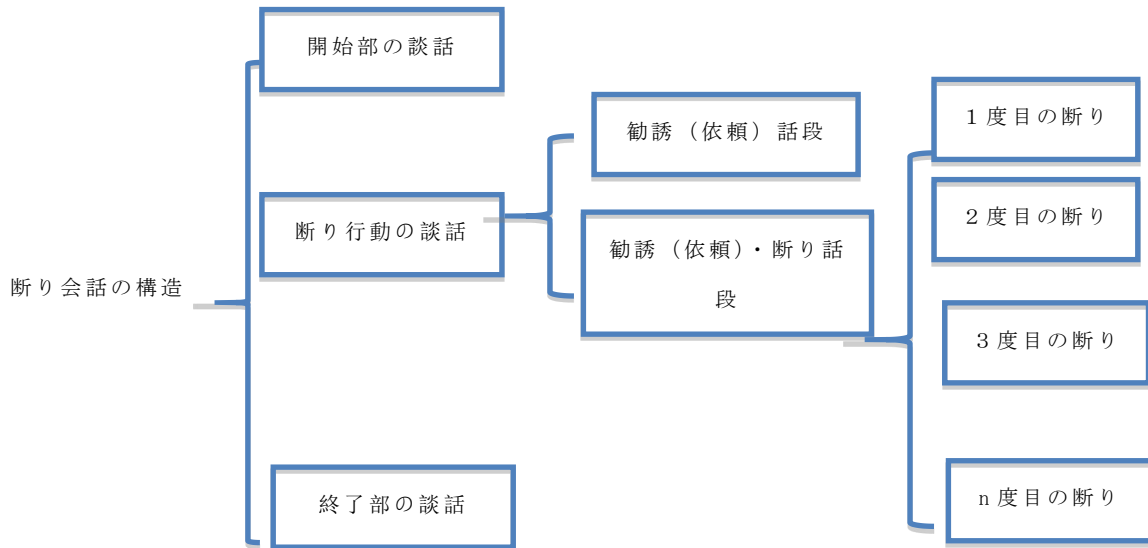 断り会話の構造
開始部の談話
断り行動の談話
終了部の談話
勧誘（依頼）話段
勧誘（依頼）・断り話
段
1度目の断り
2度目の断り
3度目の断り
n度目の断り